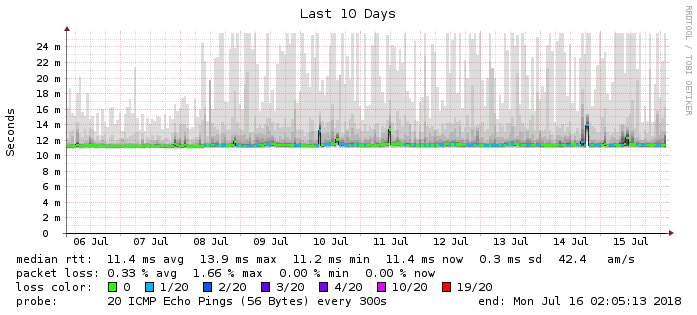 Last 10 Days
RRDTOOL / TOBI OETIKER
Seconds
24 m
22 m
20 m
18 m
16 m
14 m
12 m
10 m
8 m
6 m
4 m
2 m
0
06 Jul 07 Jul 08 Jul 09 Jul 10 Jul 11 Jul 12 Jul 13 Jul 14 Jul 15 Jul
median rtt: 11.4 ms avg 13.9 ms max 11.2 ms min 11.4 ms now 0.3 ms sd 42.4 am/s
packet loss: 0.33 % avg 1.66 % max 0.00 % min 0.00 % now
loss color: 0 1/20 2/20 3/20 4/20 10/20 19/20
probe: 20 ICMP Echo Pings (56 Bytes) every 300s end: Mon Jul 16 02:05:13 2018